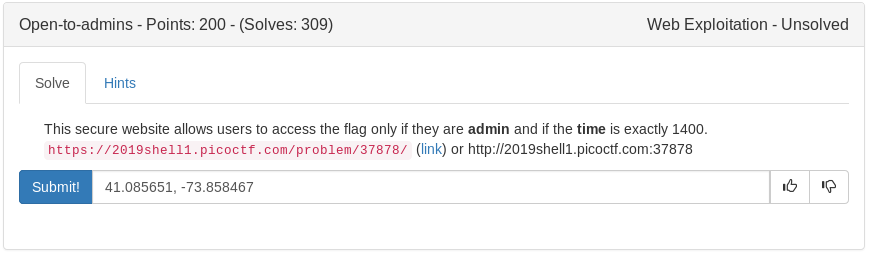 Open-to-admins - Points: 200 - (Solves: 309)
Web Exploitation - Unsolved
Solve
Hints
This secure website allows users to access the flag only if they are admin and if the time is exactly 1400.
https://2019shell1.picoctf.com/problem/37878/ (link) or http://2019shell1.picoctf.com:37878
Submit!
41.085651, -73.858467